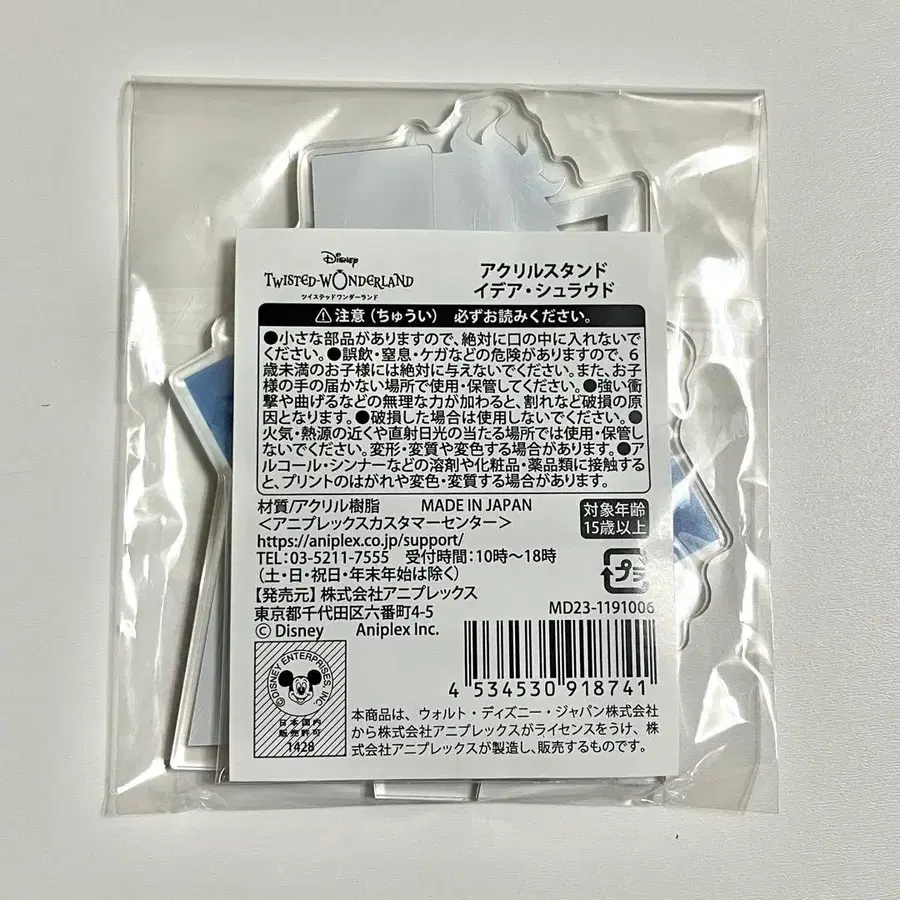 Disney
TWISTED-WONDERLAND
ツイステッドワンダーランド
アクリルスタンド
イデア・シュラウド
⚠注意（ちゅうい） 必ずお読みください。
●小さな部品がありますので、絶対に口の中に入れないで
ください。●誤飲・窒息・ケガなどの危険がありますので、6
歳未満のお子様には絶対に与えないでください。また、お子
様の手の届かない場所で使用・保管してください。●強い衝
撃や曲げるなどの無理な力が加わると、割れなど破損の原
因となります。●破損した場合は使用しないでください。●
火気・熱源の近くや直射日光の当たる場所では使用・保管し
ないでください。変形・変質や変色する場合があります。●ア
ルコール・シンナーなどの溶剤や化粧品・薬品類に接触する
と、プリントのはがれや変色・変質する場合があります。
材質/アクリル樹脂 MADE IN JAPAN
＜アニプレックスカスタマーセンター＞
https://aniplex.co.jp/support/
TEL:03-5211-7555 受付時間:10時〜18時
（土・日・祝日・年末年始は除く）
【発売元】株式会社アニプレックス
東京都千代田区六番町4-5
© Disney Aniplex Inc.
対象年齢
15歳以上
プラ
MD23-1191006
4 534530 918741
©DISNEY ENTERPRISES, INC.
日本国内
販売許可
1428
本商品は、ウォルト・ディズニー・ジャパン株式会社
から株式会社アニプレックスがライセンスをうけ、株
式会社アニプレックスが製造し、販売するものです。